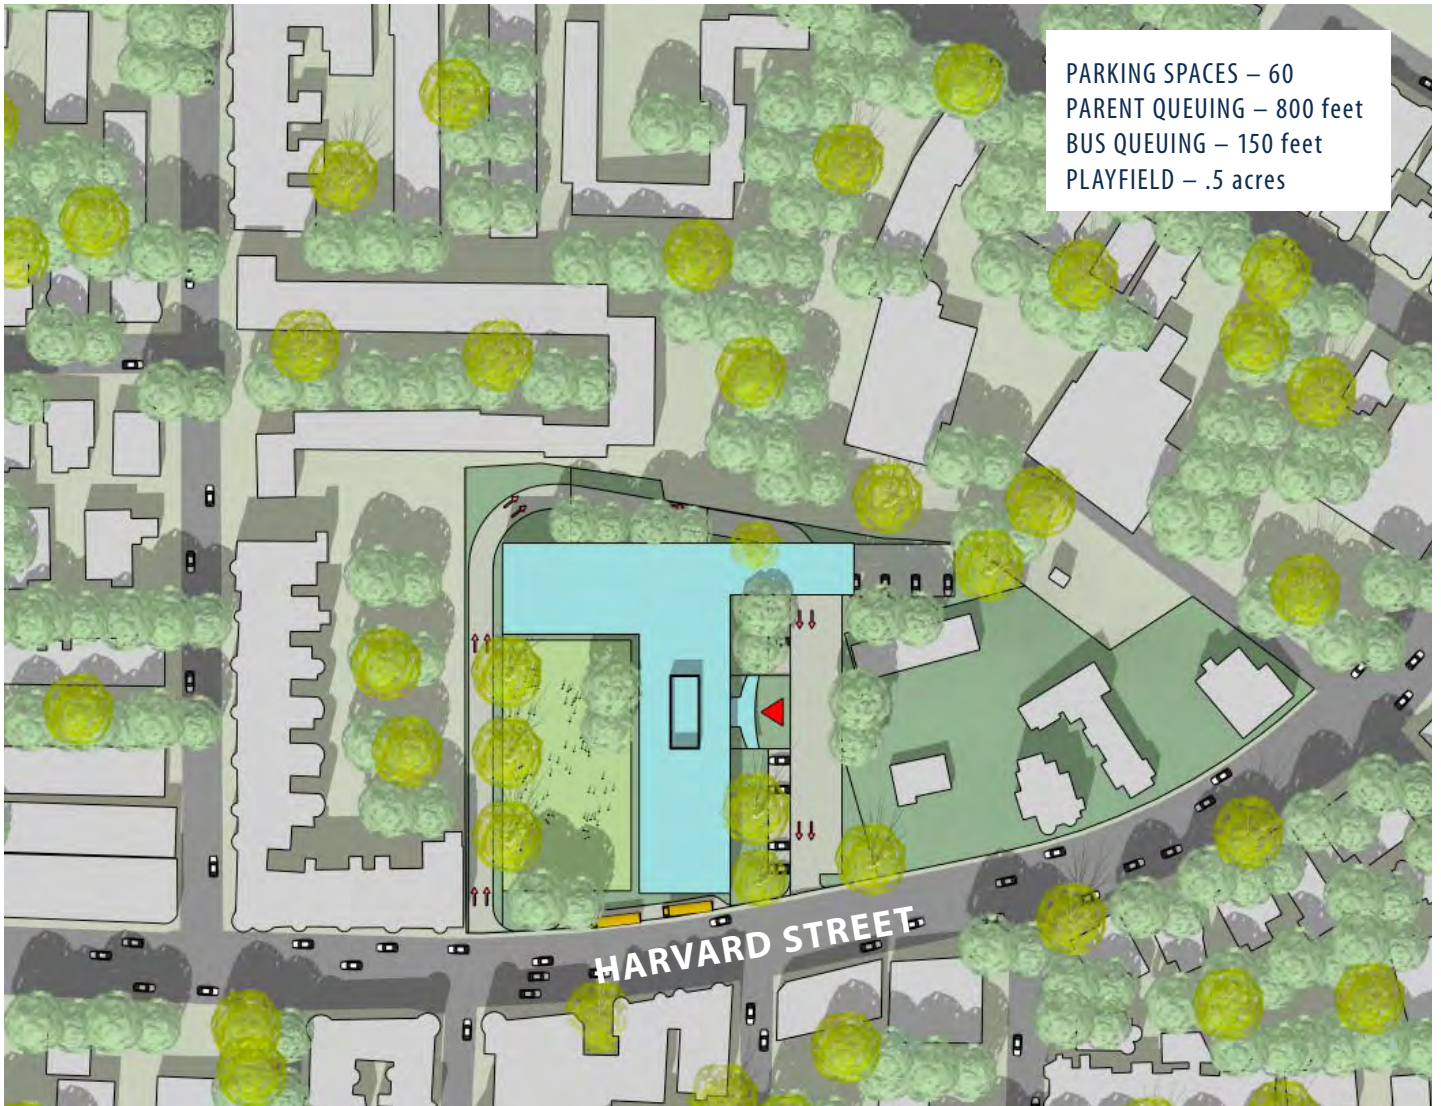 PARKING SPACES – 60
PARENT QUEUING – 800 feet
BUS QUEUING – 150 feet
PLAYFIELD – .5 acres
HARVARD STREET